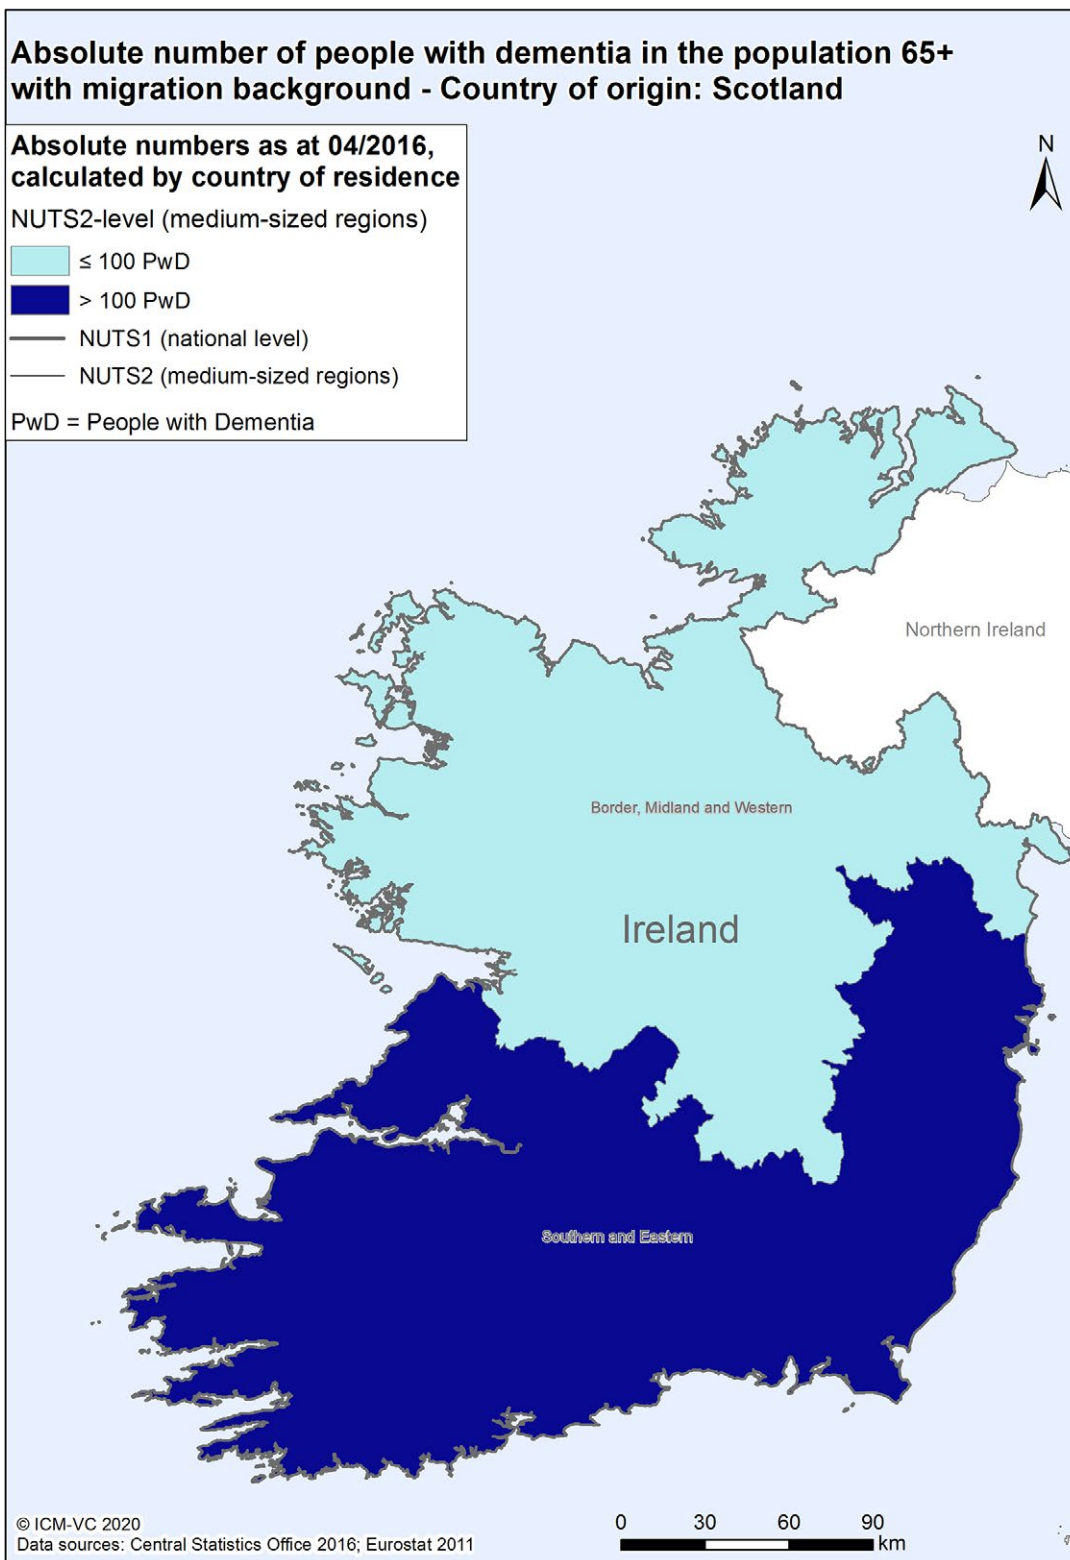 Absolute number of people with dementia in the population 65+
with migration background - Country of origin: Scotland
Absolute numbers as at 04/2016,
calculated by country of residence
NUTS2-level (medium-sized regions)
≤ 100 PwD
> 100 PwD
NUTS1 (national level)
NUTS2 (medium-sized regions)
PwD = People with Dementia
N
Northern Ireland
Border, Midland and Western
Ireland
Southern and Eastern
© ICM-VC 2020
Data sources: Central Statistics Office 2016; Eurostat 2011
0 30 60 90
km